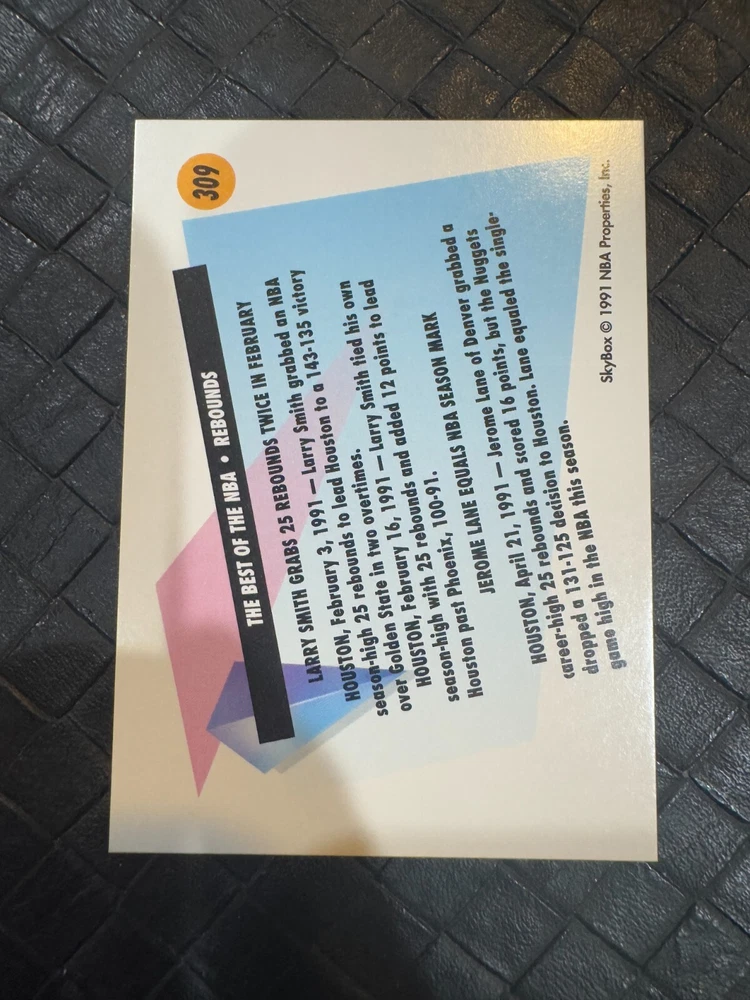 309
THE BEST OF THE NBA • REBOUNDS
LARRY SMITH GRABS 25 REBOUNDS TWICE IN FEBRUARY
HOUSTON, February 3, 1991 — Larry Smith grabbed an NBA
season-high 25 rebounds to lead Houston to a 143-135 victory
over Golden State in two overtimes.
HOUSTON, February 16, 1991 — Larry Smith tied his own
season-high with 25 rebounds and added 12 points to lead
Houston past Phoenix, 100-91.
JEROME LANE EQUALS NBA SEASON MARK
HOUSTON, April 21, 1991 — Jerome Lane of Denver grabbed a
career-high 25 rebounds and scored 16 points, but the Nuggets
dropped a 131-125 decision to Houston. Lane equaled the single-
game high in the NBA this season.
SkyBox © 1991 NBA Properties, Inc.